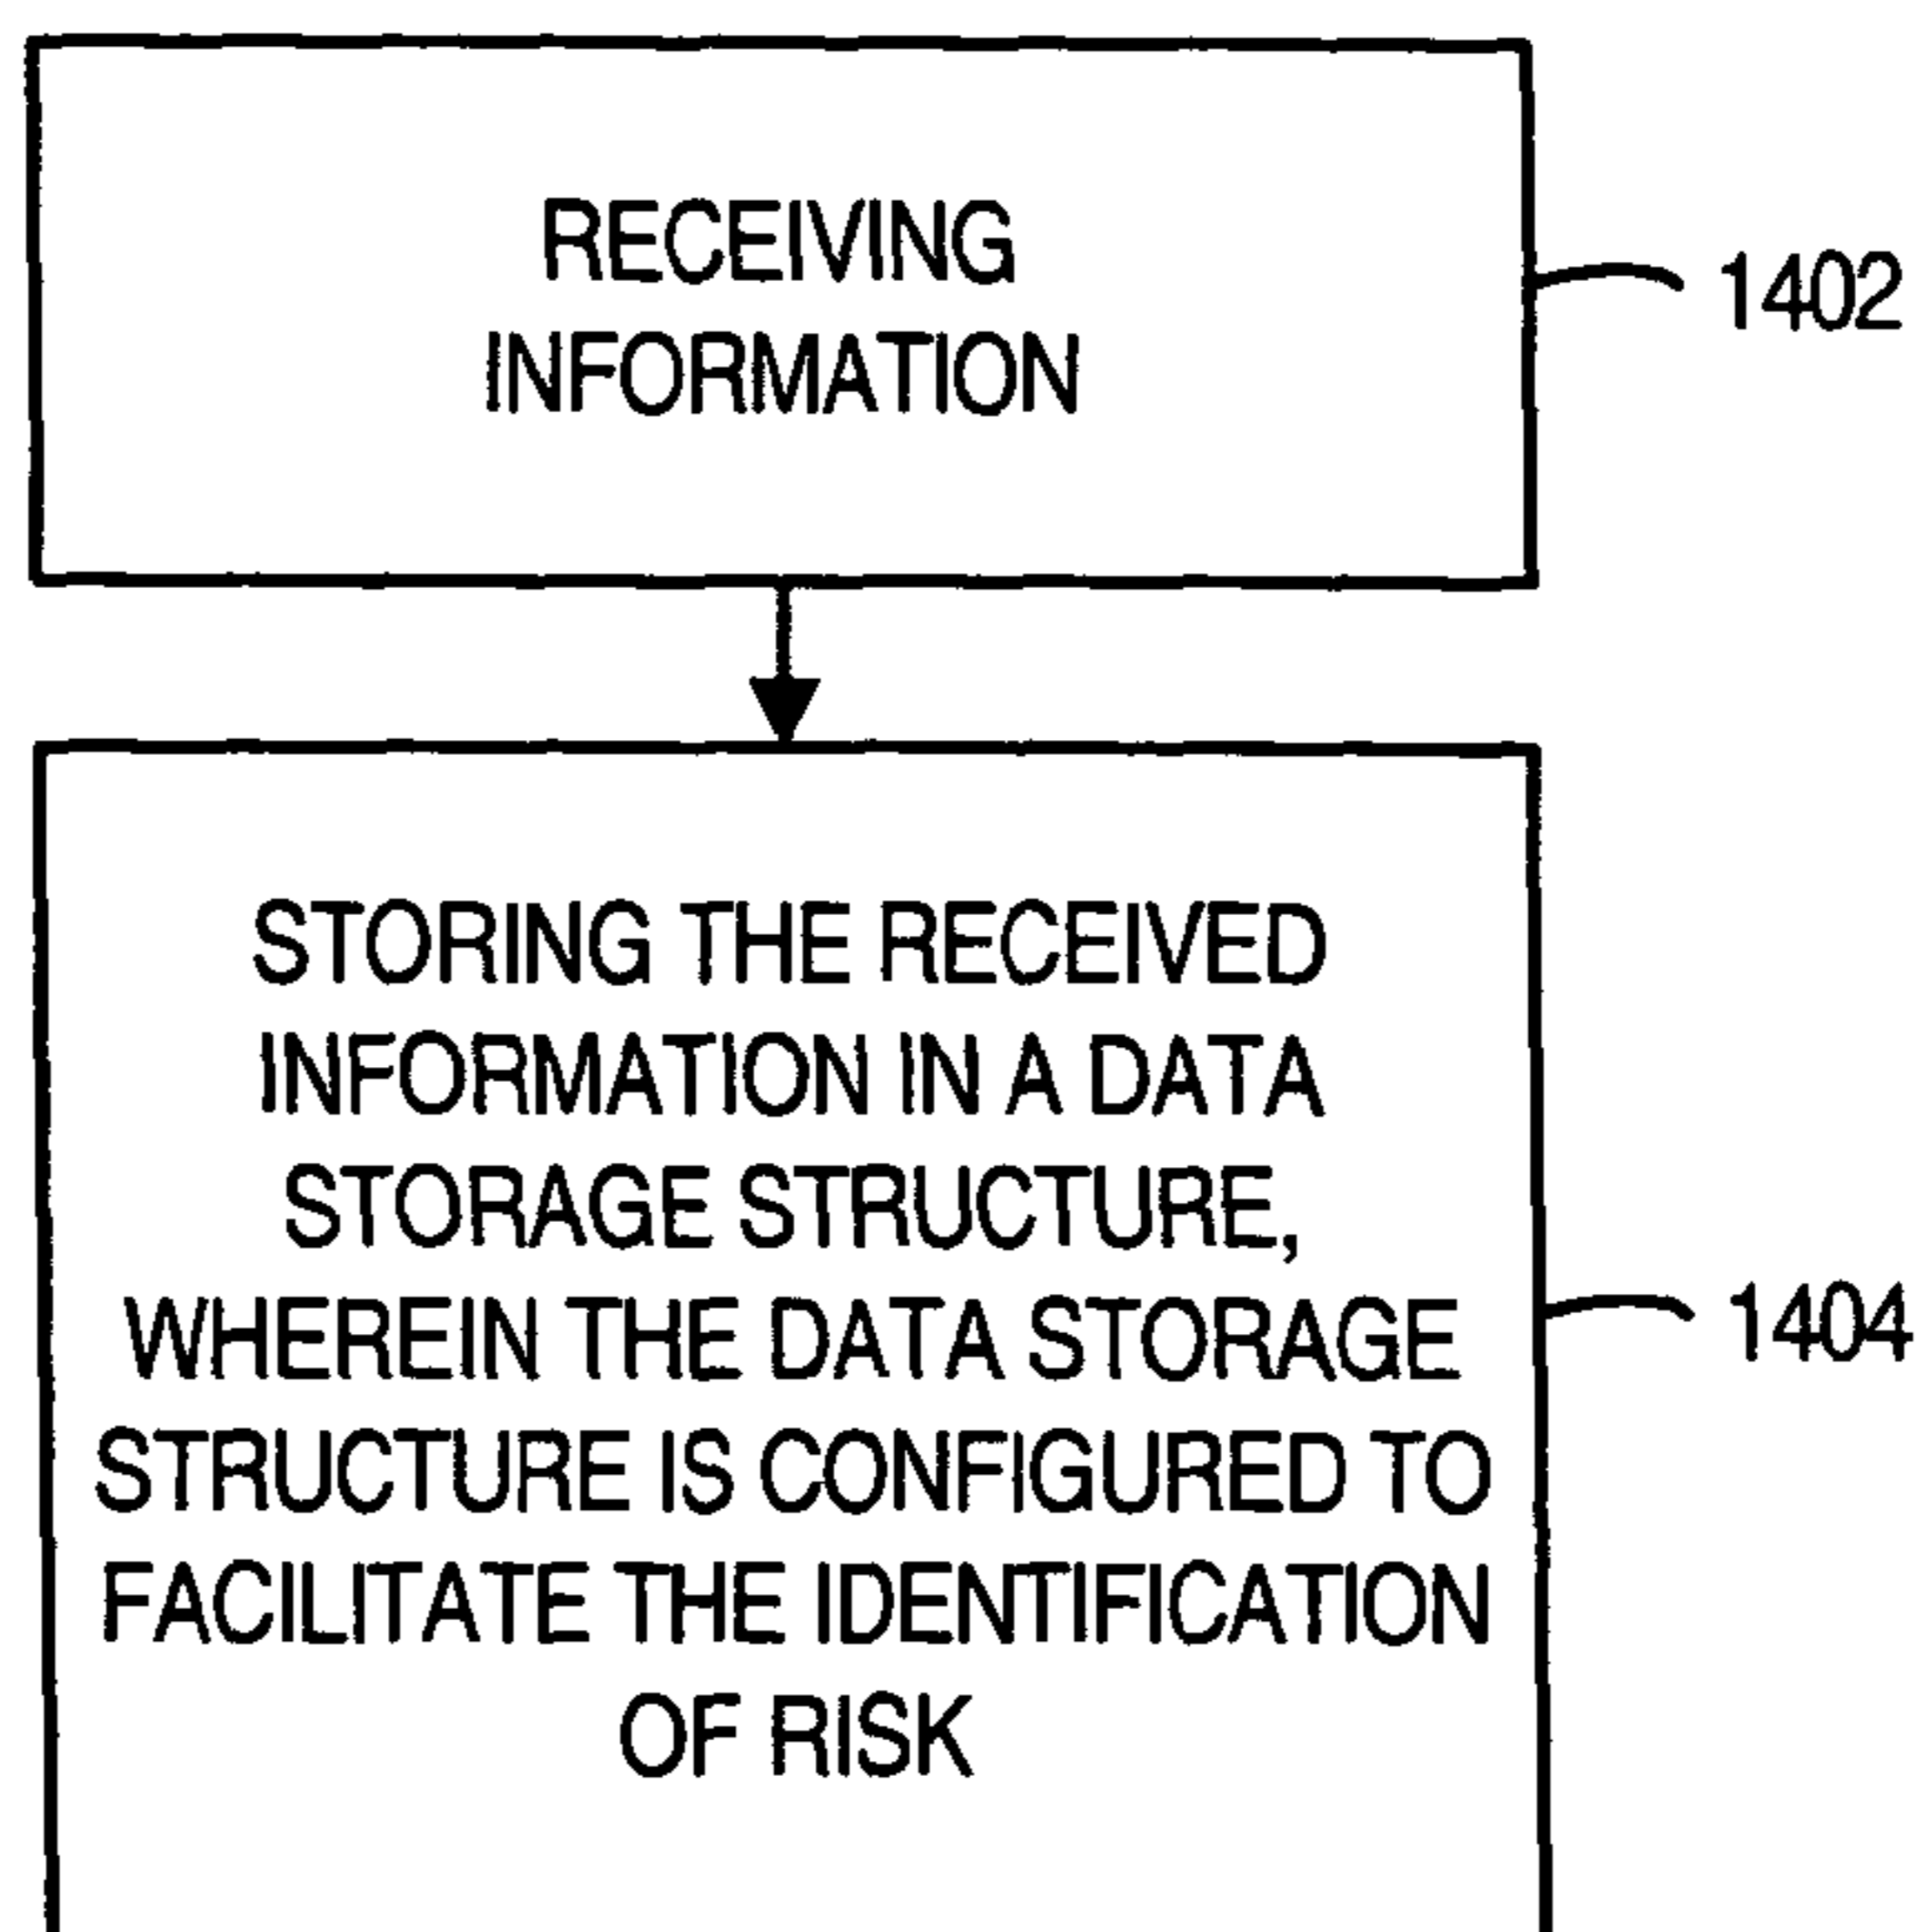 RECEIVING
INFORMATION
1402
STORING THE RECEIVED
INFORMATION IN A DATA
STORAGE STRUCTURE,
WHEREIN THE DATA STORAGE
STRUCTURE IS CONFIGURED TO
FACILITATE THE IDENTIFICATION
OF RISK
1404